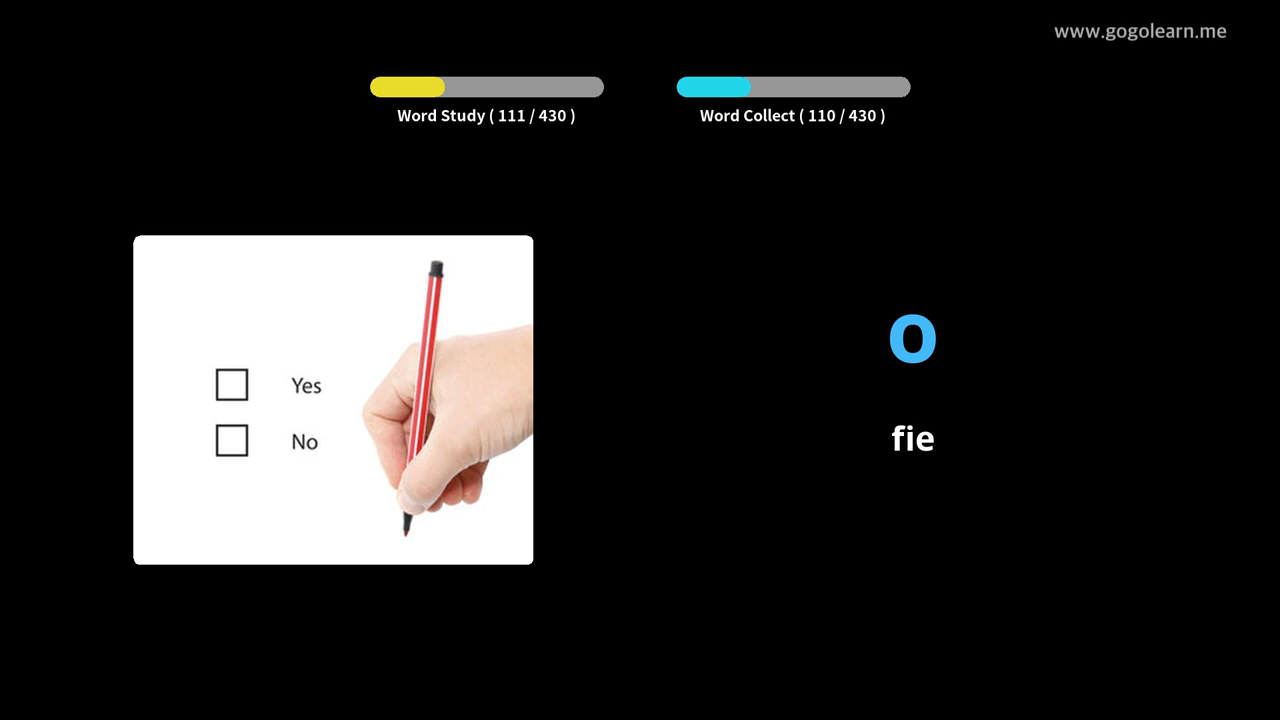 www.gogolearn.me
Word Study ( 111 / 430 )
Word Collect ( 110 / 430 )
Yes
No
o
fie